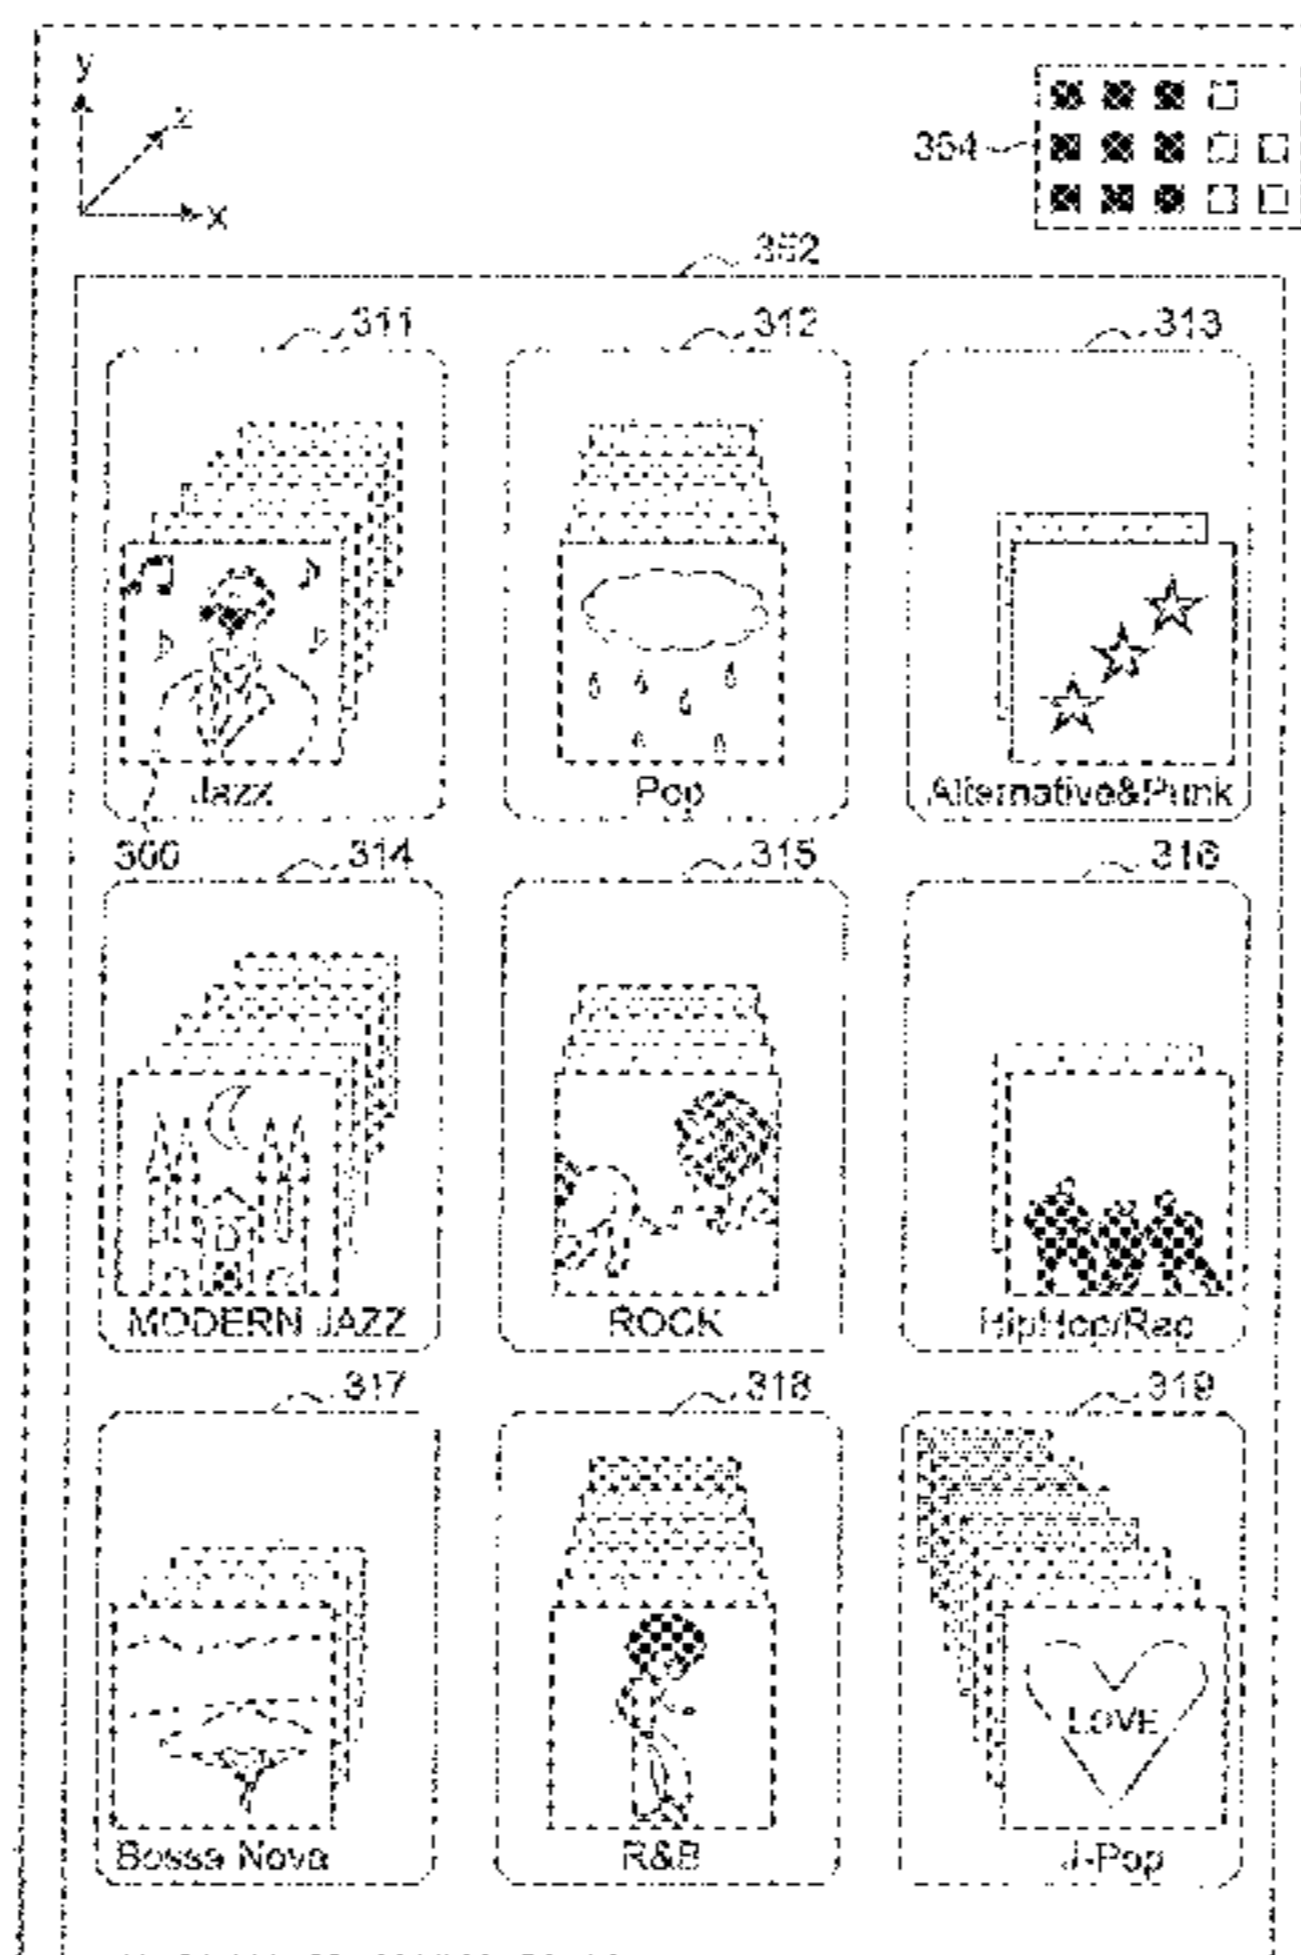 y
z
x
354
352
311
312
313
Jazz
Pop
Alternative&Punk
300
314
315
316
MODERN JAZZ
ROCK
HipHop/Rap
317
318
319
LOVE
Bossa Nova
R&B
J-Pop